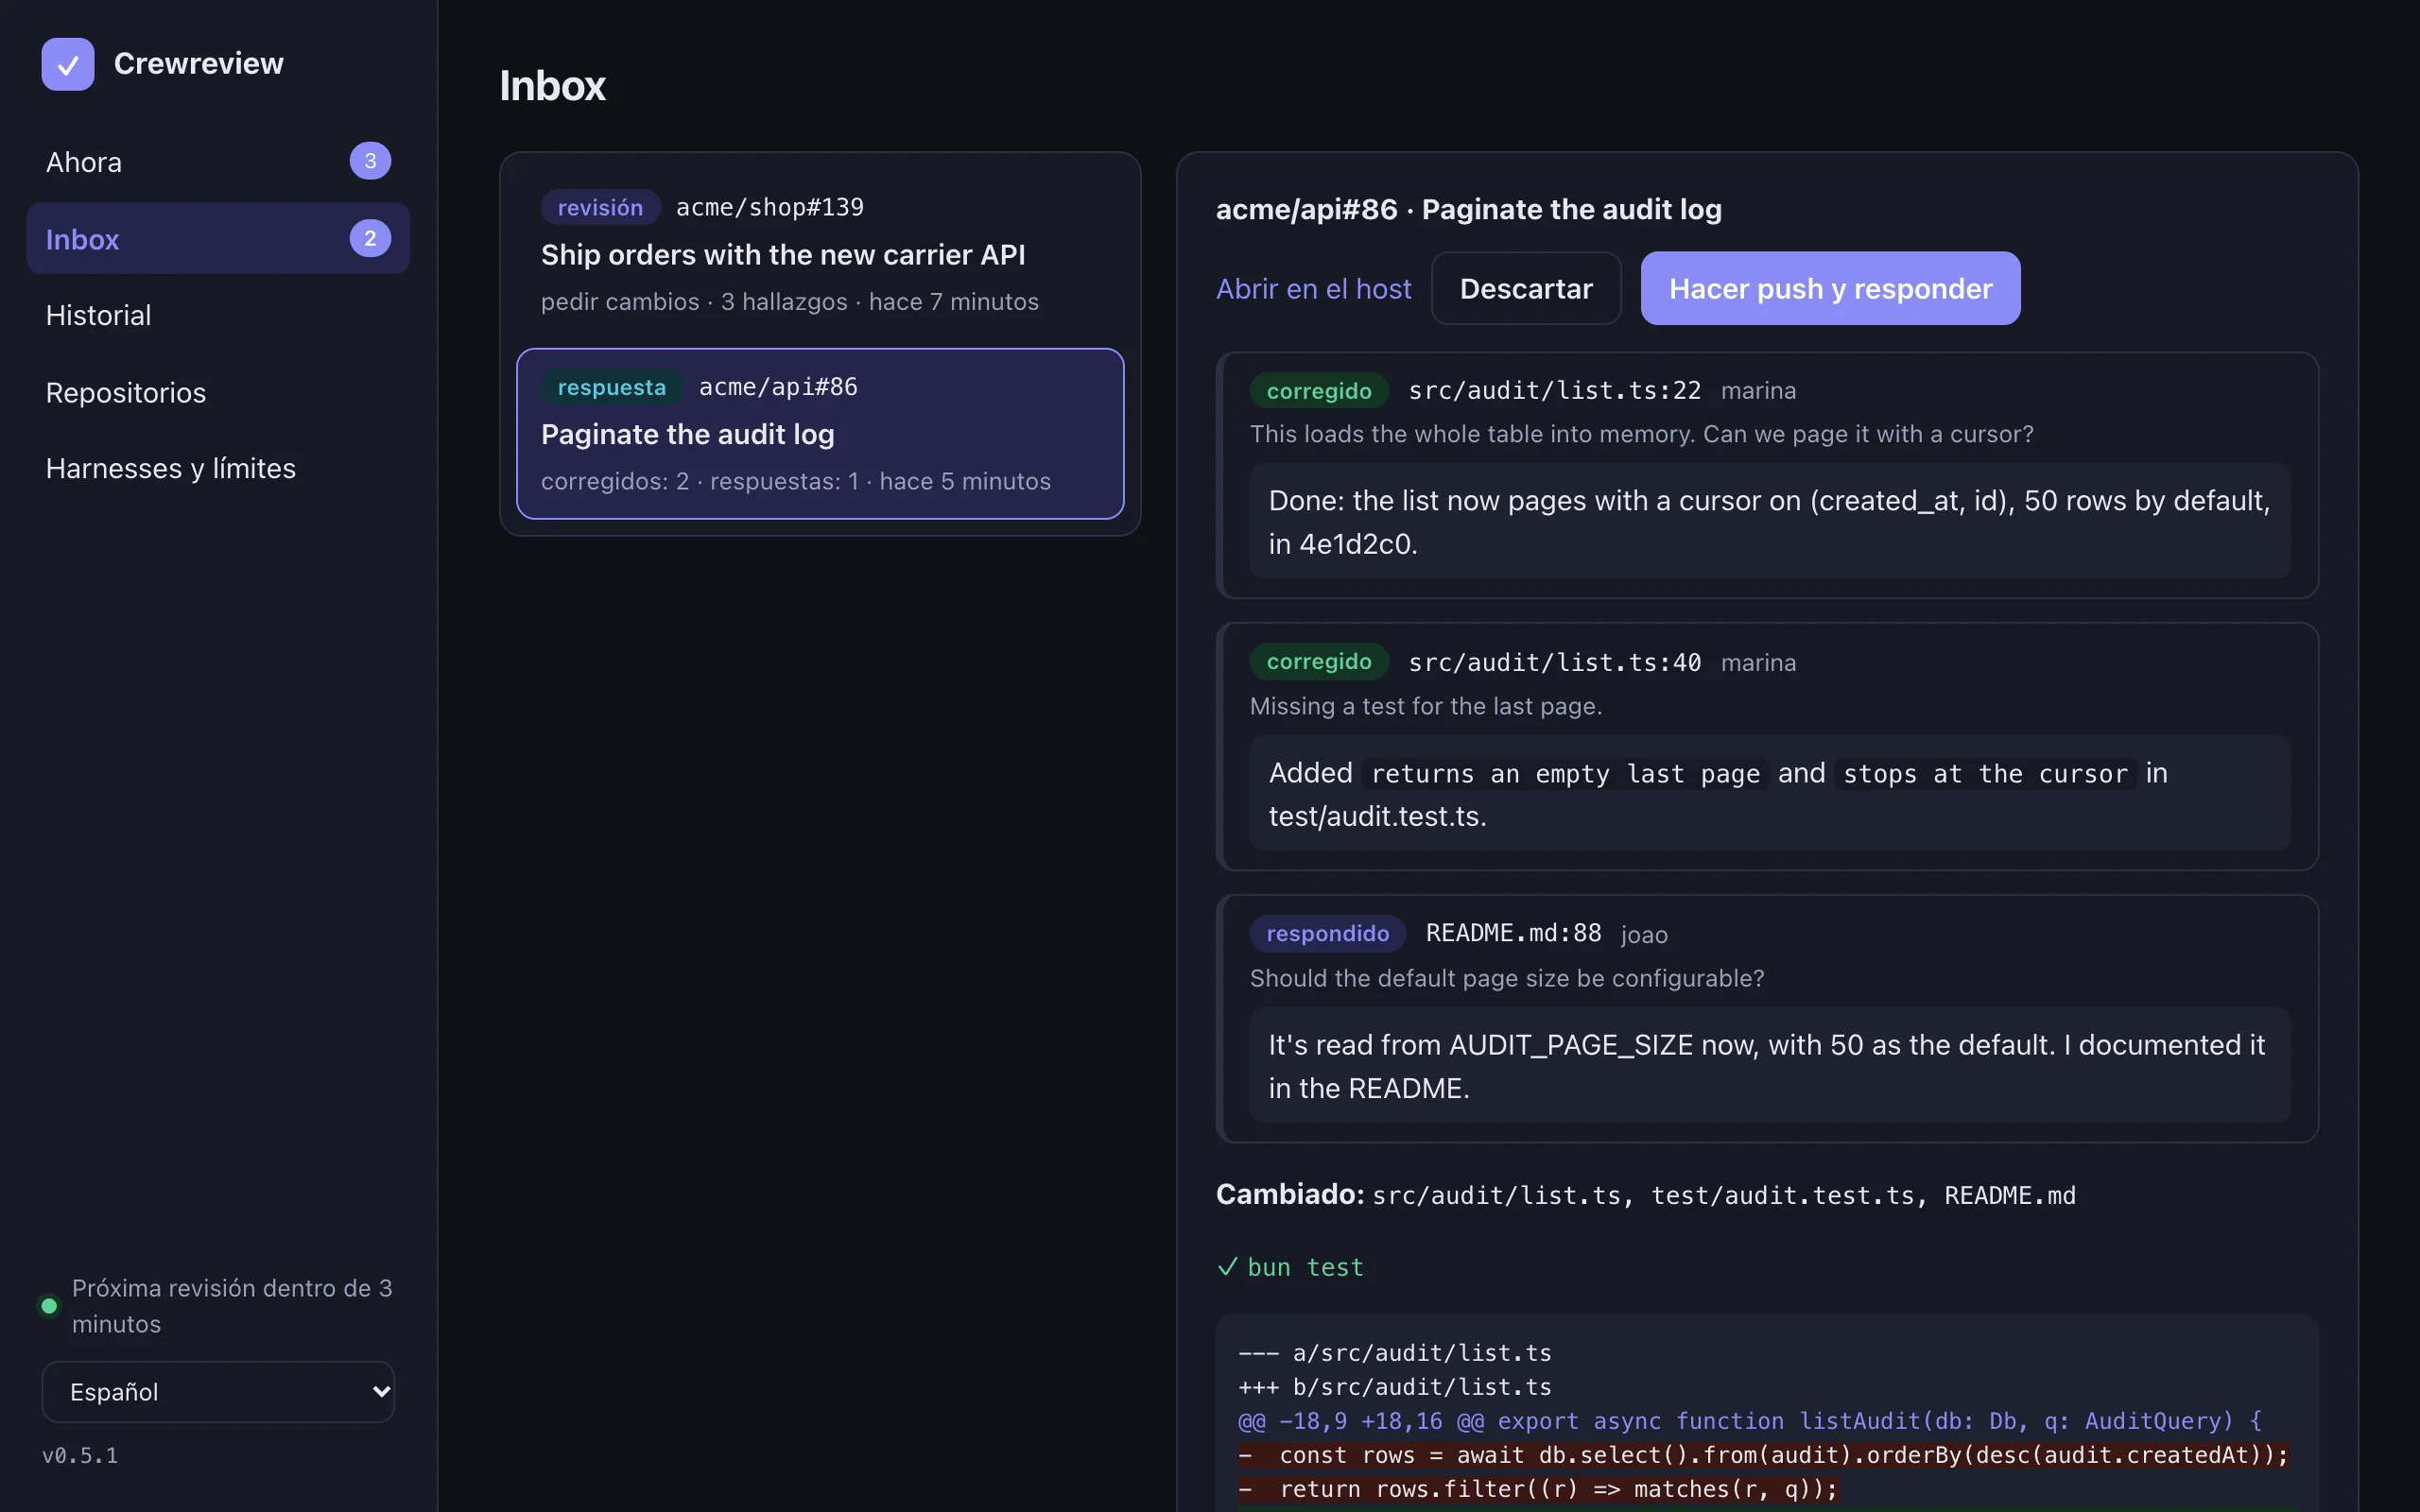 Crewreview
Ahora 3
Inbox 2
Historial
Repositorios
Harnesses y límites
Próxima revisión dentro de 3
minutos
Español
v0.5.1
Inbox
revisión acme/shop#139
Ship orders with the new carrier API
pedir cambios · 3 hallazgos · hace 7 minutos
respuesta acme/api#86
Paginate the audit log
corregidos: 2 · respuestas: 1 · hace 5 minutos
acme/api#86 · Paginate the audit log
Abrir en el host Descartar Hacer push y responder
corregido src/audit/list.ts:22 marina
This loads the whole table into memory. Can we page it with a cursor?
Done: the list now pages with a cursor on (created_at, id), 50 rows by default,
in 4e1d2c0.
corregido src/audit/list.ts:40 marina
Missing a test for the last page.
Added returns an empty last page and stops at the cursor in
test/audit.test.ts.
respondido README.md:88 joao
Should the default page size be configurable?
It's read from AUDIT_PAGE_SIZE now, with 50 as the default. I documented it
in the README.
Cambiado: src/audit/list.ts, test/audit.test.ts, README.md
✓ bun test
--- a/src/audit/list.ts
+++ b/src/audit/list.ts
@@ -18,9 +18,16 @@ export async function listAudit(db: Db, q: AuditQuery) {
-  const rows = await db.select().from(audit).orderBy(desc(audit.createdAt));
-  return rows.filter((r) => matches(r, q));